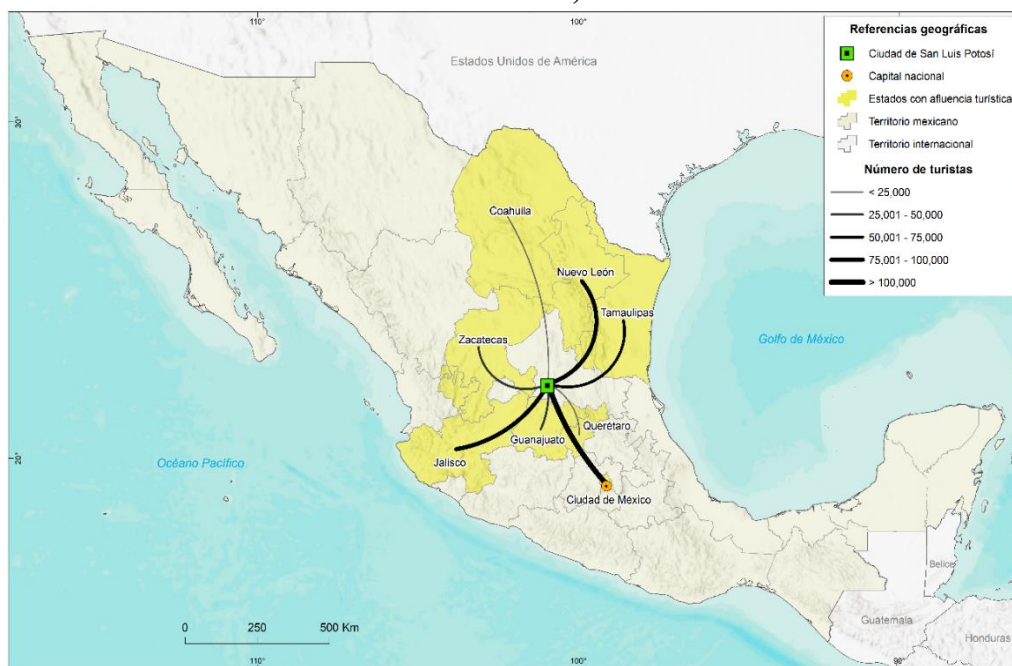 110°
100°
Estados Unidos de América
Referencias geográficas
Ciudad de San Luis Potosí
Capital nacional
Estados con afluencia turística
Territorio mexicano
Territorio internacional
Número de turistas
< 25,000
25,001 - 50,000
50,001 - 75,000
75,001 - 100,000
> 100,000
30°
30°
Coahuila
Nuevo León
Tamaulipas
Zacatecas
Golfo de México
Querétaro
Guanajuato
Jalisco
20°
20°
Océano Pacífico
Ciudad de México
Belice
Guatemala
Honduras
0 250 500 Km
110°
100°
90°